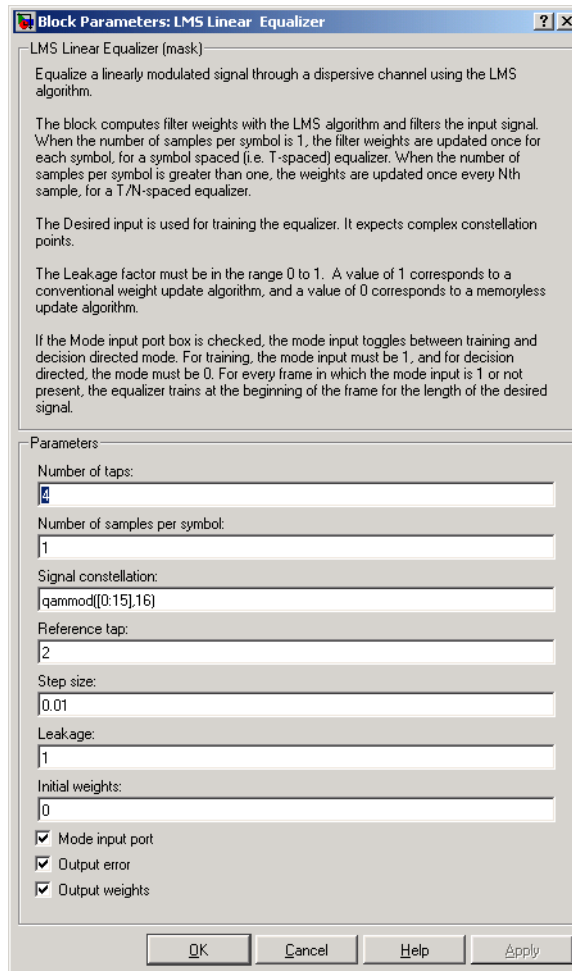 Block Parameters: LMS Linear Equalizer
LMS Linear Equalizer (mask)
Equalize a linearly modulated signal through a dispersive channel using the LMS
algorithm.
The block computes filter weights with the LMS algorithm and filters the input signal.
When the number of samples per symbol is 1, the filter weights are updated once for
each symbol, for a symbol spaced (i.e. T-spaced) equalizer. When the number of
samples per symbol is greater than one, the weights are updated once every Nth
sample, for a T/N-spaced equalizer.
The Desired input is used for training the equalizer. It expects complex constellation
points.
The Leakage factor must be in the range 0 to 1. A value of 1 corresponds to a
conventional weight update algorithm, and a value of 0 corresponds to a memoryless
update algorithm.
If the Mode input port box is checked, the mode input toggles between training and
decision directed mode. For training, the mode input must be 1, and for decision
directed, the mode must be 0. For every frame in which the mode input is 1 or not
present, the equalizer trains at the beginning of the frame for the length of the desired
signal.
Parameters
Number of taps:
4
Number of samples per symbol:
1
Signal constellation:
qammod([0:15],16)
Reference tap:
2
Step size:
0.01
Leakage:
1
Initial weights:
0
Mode input port
Output error
Output weights
OK Cancel Help Apply